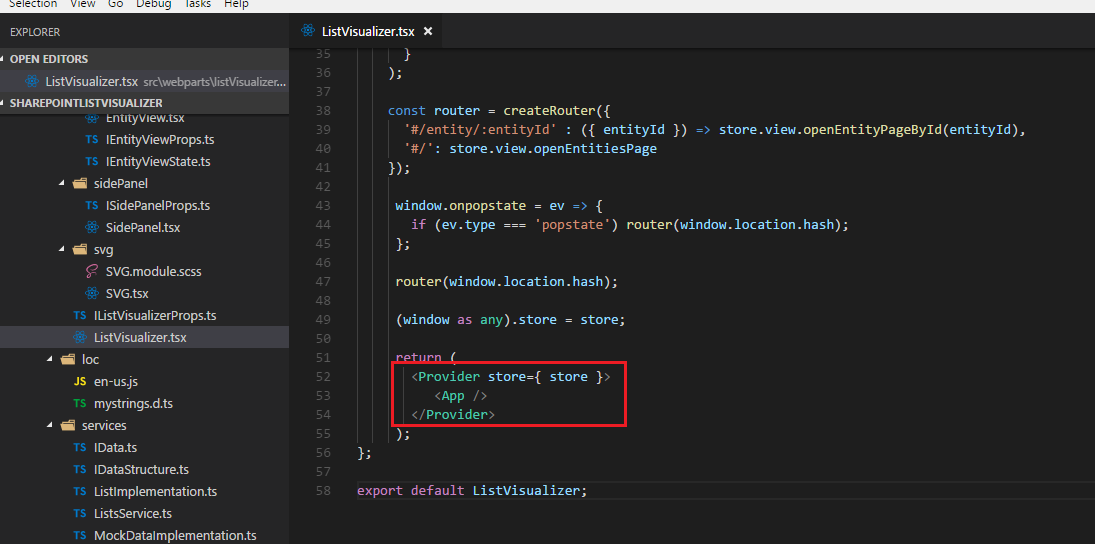 Selection View Go Debug Tasks Help
EXPLORER
OPEN EDITORS
ListVisualizer.tsx src\webparts\listVisualizer...
SHAREPOINTLISTVISUALIZER
EntityView.tsx
IEntityViewProps.ts
IEntityViewState.ts
sidePanel
ISidePanelProps.ts
SidePanel.tsx
svg
SVG.module.scss
SVG.tsx
IListVisualizerProps.ts
ListVisualizer.tsx
loc
JS en-us.js
TS mystrings.d.ts
services
TS IData.ts
TS IDataStructure.ts
TS ListImplementation.ts
TS ListsService.ts
TS MockDataImplementation.ts
ListVisualizer.tsx ×
35 }
36 );
37
38 const router = createRouter({
39 '#/entity/:entityId' : ({ entityId }) => store.view.openEntityPageById(entityId),
40 '#/': store.view.openEntitiesPage
41 });
42
43 window.onpopstate = ev => {
44 if (ev.type === 'popstate') router(window.location.hash);
45 };
46
47 router(window.location.hash);
48
49 (window as any).store = store;
50
51 return (
52 <Provider store={ store }>
53 <App />
54 </Provider>
55 );
56 };
57
58 export default ListVisualizer;